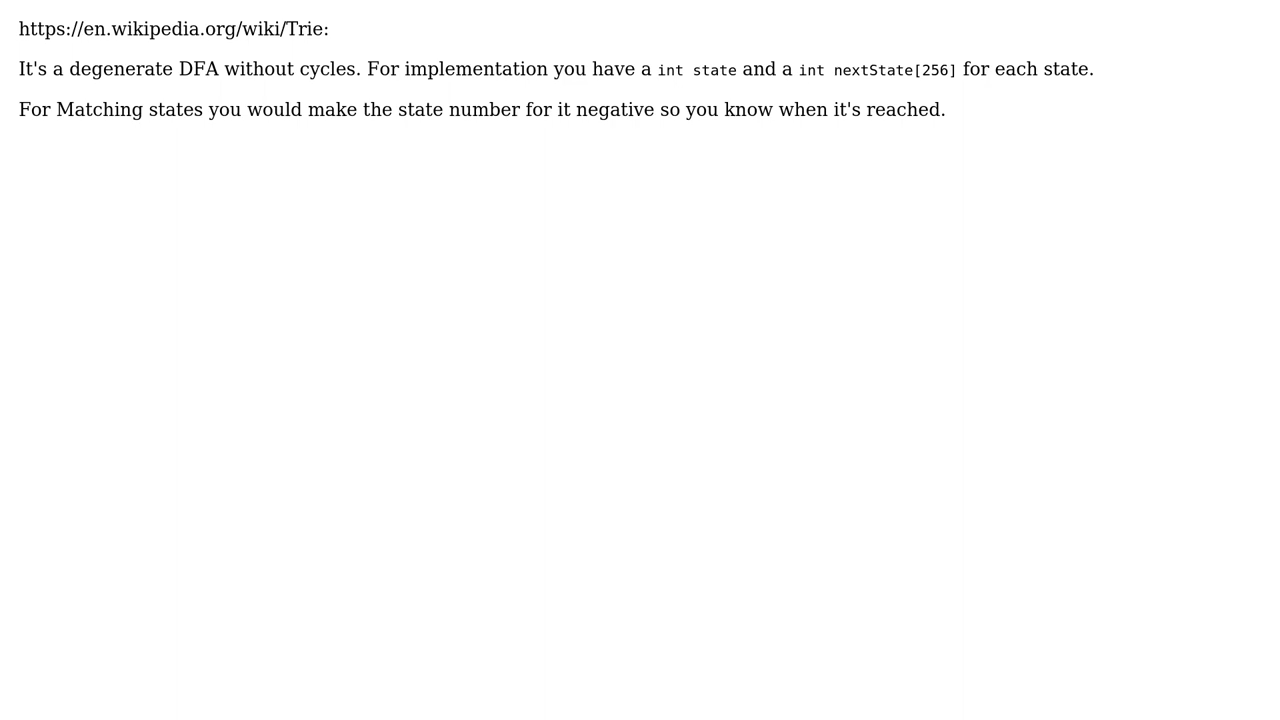 https://en.wikipedia.org/wiki/Trie:
It's a degenerate DFA without cycles. For implementation you have a int state and a int nextState[256] for each state.
For Matching states you would make the state number for it negative so you know when it's reached.